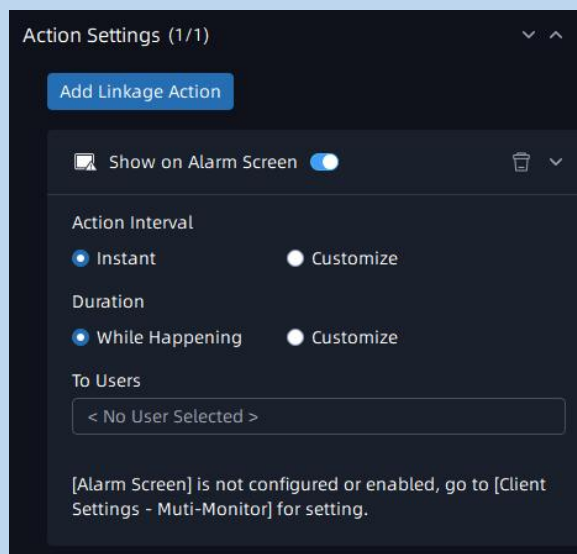 Action Settings (1/1)
Add Linkage Action
Show on Alarm Screen
Action Interval
Instant Customize
Duration
While Happening Customize
To Users
< No User Selected >
[Alarm Screen] is not configured or enabled, go to [Client
Settings - Muti-Monitor] for setting.